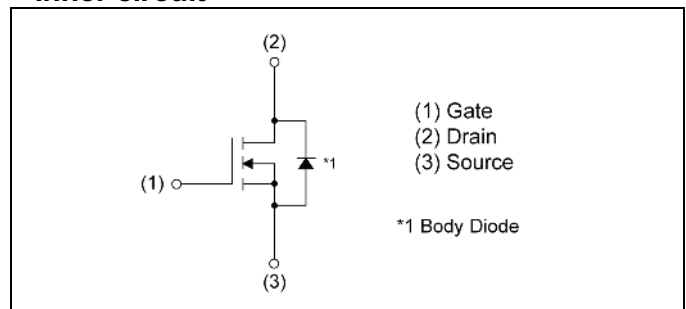 Inner circuit
(2)
(1) Gate
(2) Drain
(3) Source
*1
(1)
*1 Body Diode
(3)